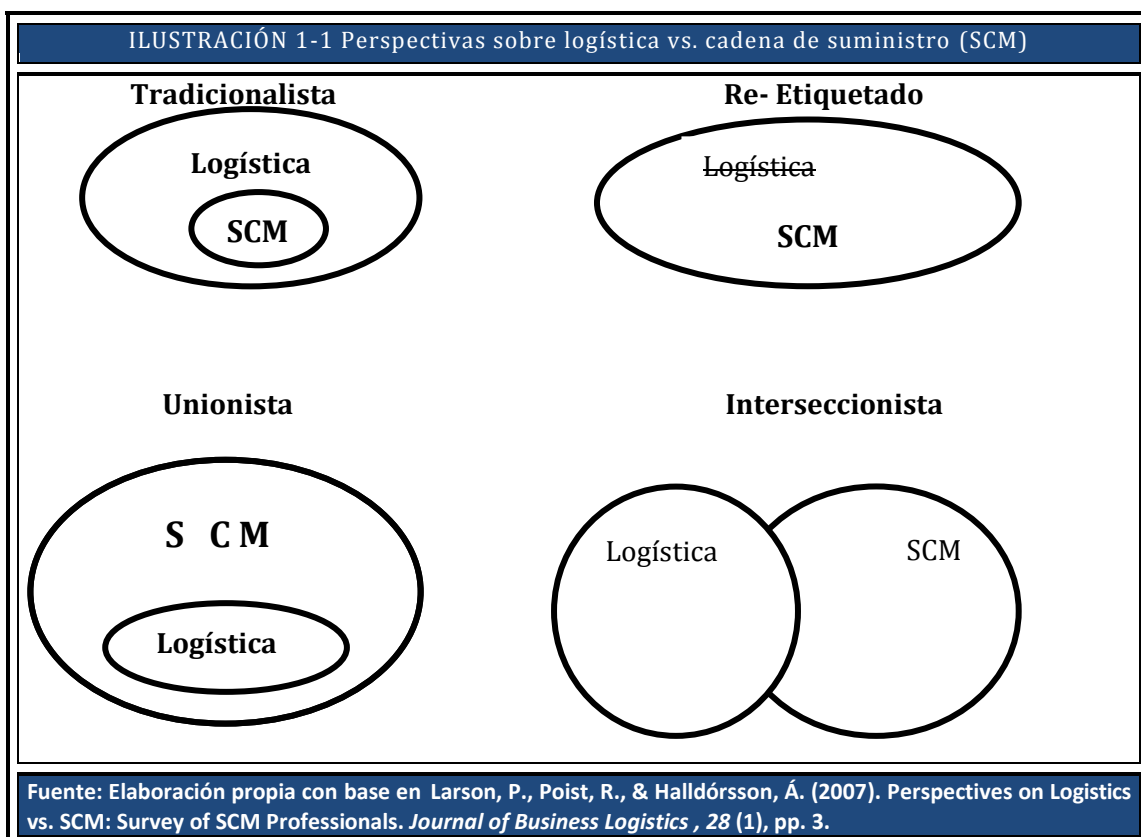 ILUSTRACIÓN 1-1 Perspectivas sobre logística vs. cadena de suministro (SCM)
Tradicionalista
Logística
SCM
Re- Etiquetado
Logística
SCM
Unionista
S C M
Logística
Interseccionista
Logística
SCM
Fuente: Elaboración propia con base en Larson, P., Poist, R., & Halldórsson, Á. (2007). Perspectives on Logistics
vs. SCM: Survey of SCM Professionals. Journal of Business Logistics , 28 (1), pp. 3.